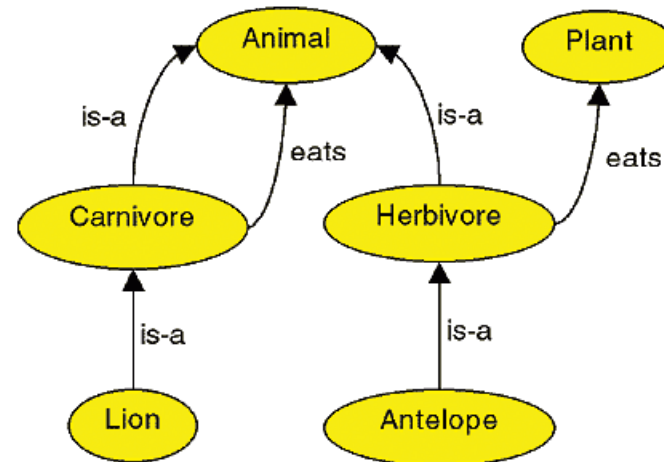 Animal
Plant
is-a
is-a
eats
eats
Carnivore
Herbivore
is-a
is-a
Lion
Antelope